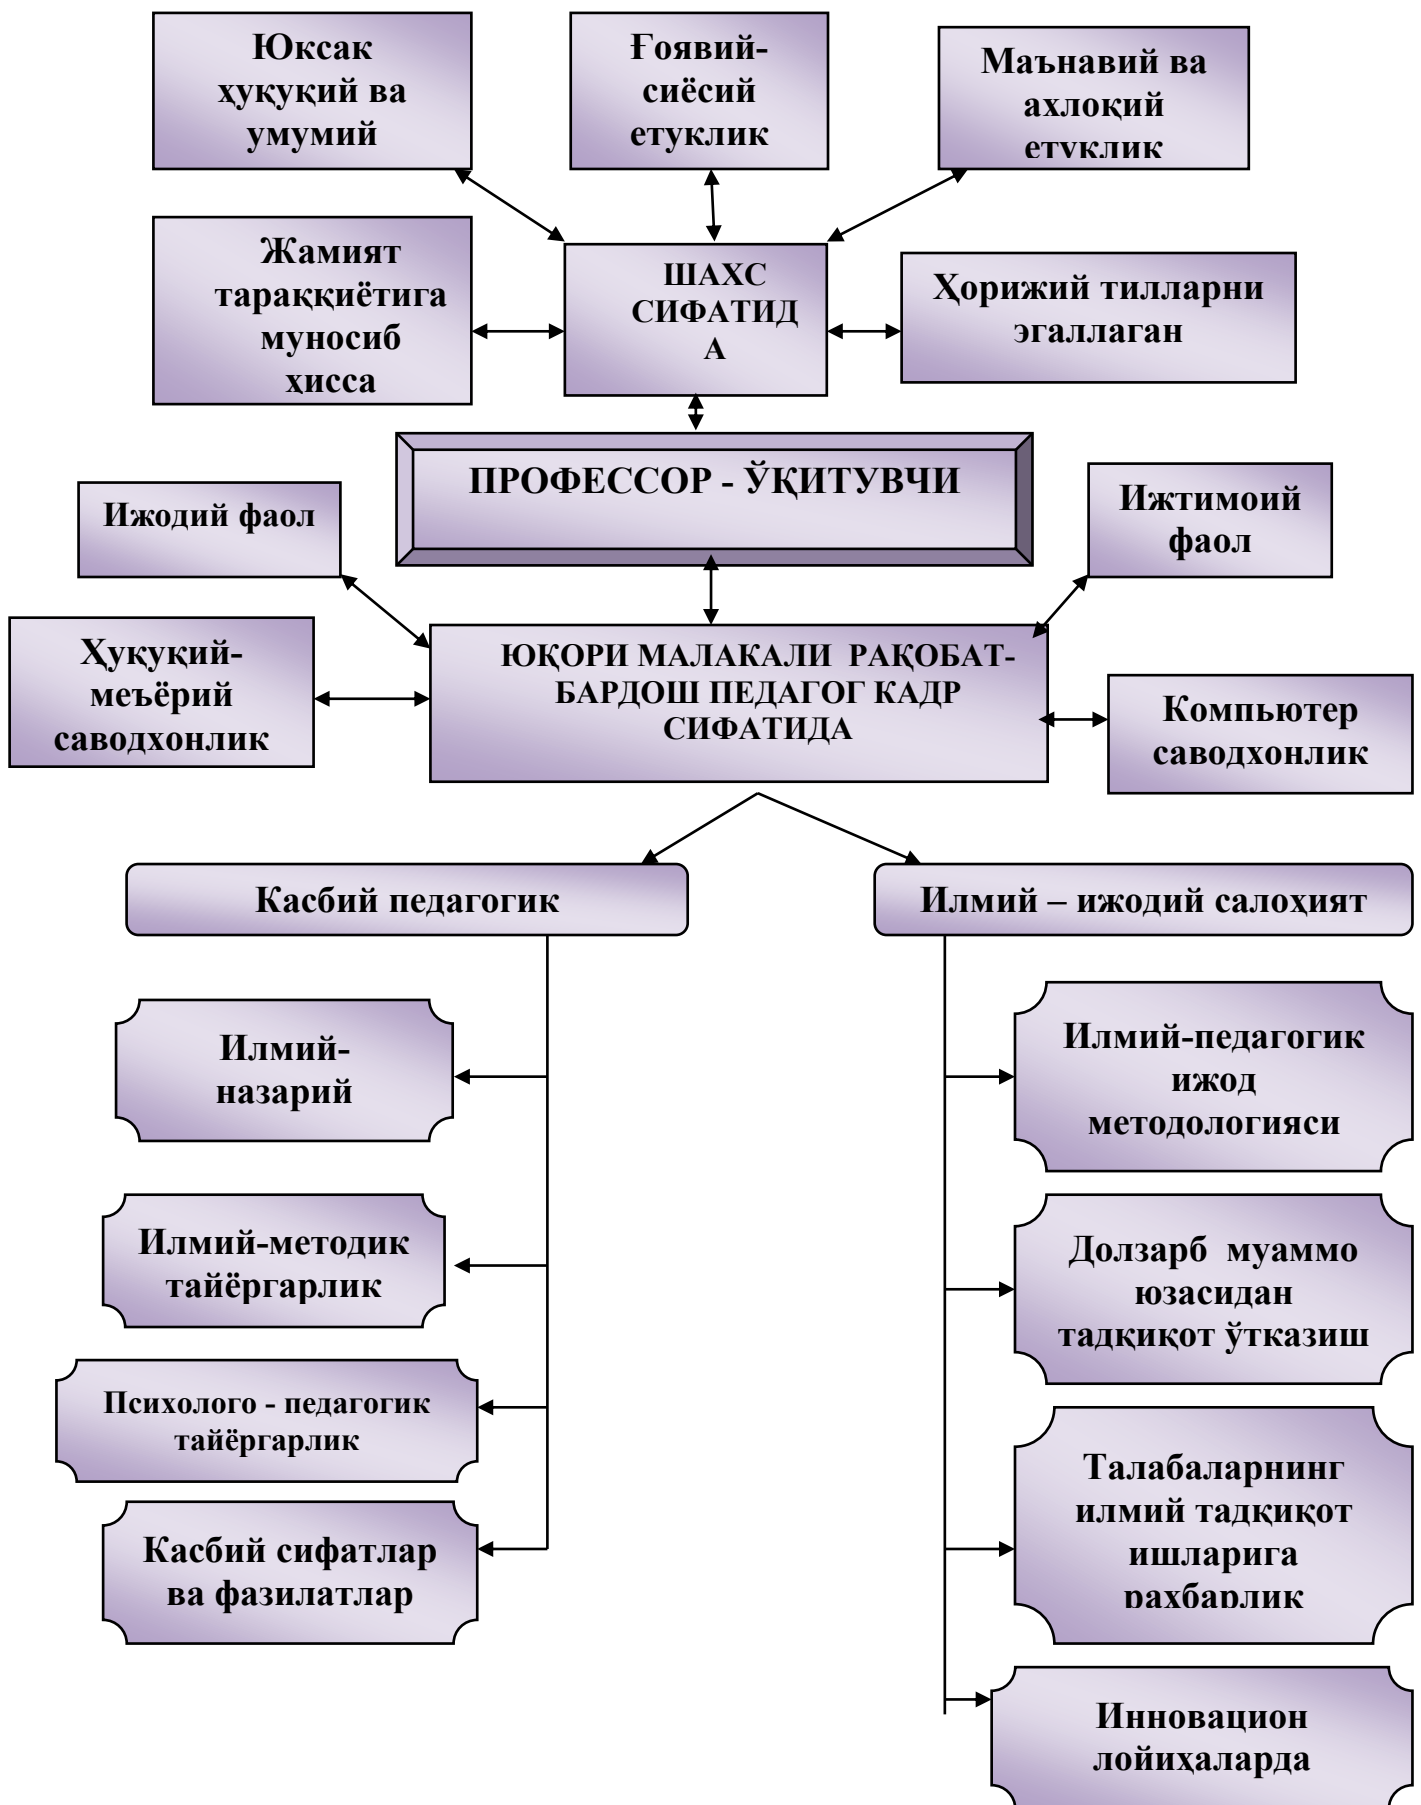 Юксак
ҳуқуқий ва
умумий
Ғоявий-
сиёсий
етуклик
Маънавий ва
ахлоқий
етуклик
Жамият
тараққиётига
муносиб
ҳисса
ШАХС
СИФАТИД
А
Ҳорижий тилларни
эгаллаган
ПРОФЕССОР - ЎҚИТУВЧИ
Ижодий фаол
Ижтимоий
фаол
Ҳуқуқий-
меъёрий
саводхонлик
ЮҚОРИ МАЛАКАЛИ РАҚОБАТ-
БАРДОШ ПЕДАГОГ КАДР
СИФАТИДА
Компьютер
саводхонлик
Касбий педагогик
Илмий – ижодий салоҳият
Илмий-
назарий
Илмий-методик
тайёргарлик
Психолого - педагогик
тайёргарлик
Касбий сифатлар
ва фазилатлар
Илмий-педагогик
ижод
методологияси
Долзарб муаммо
юзасидан
тадқиқот ўтказиш
Талабаларнинг
илмий тадқиқот
ишларига
раҳбарлик
Инновацион
лойиҳаларда